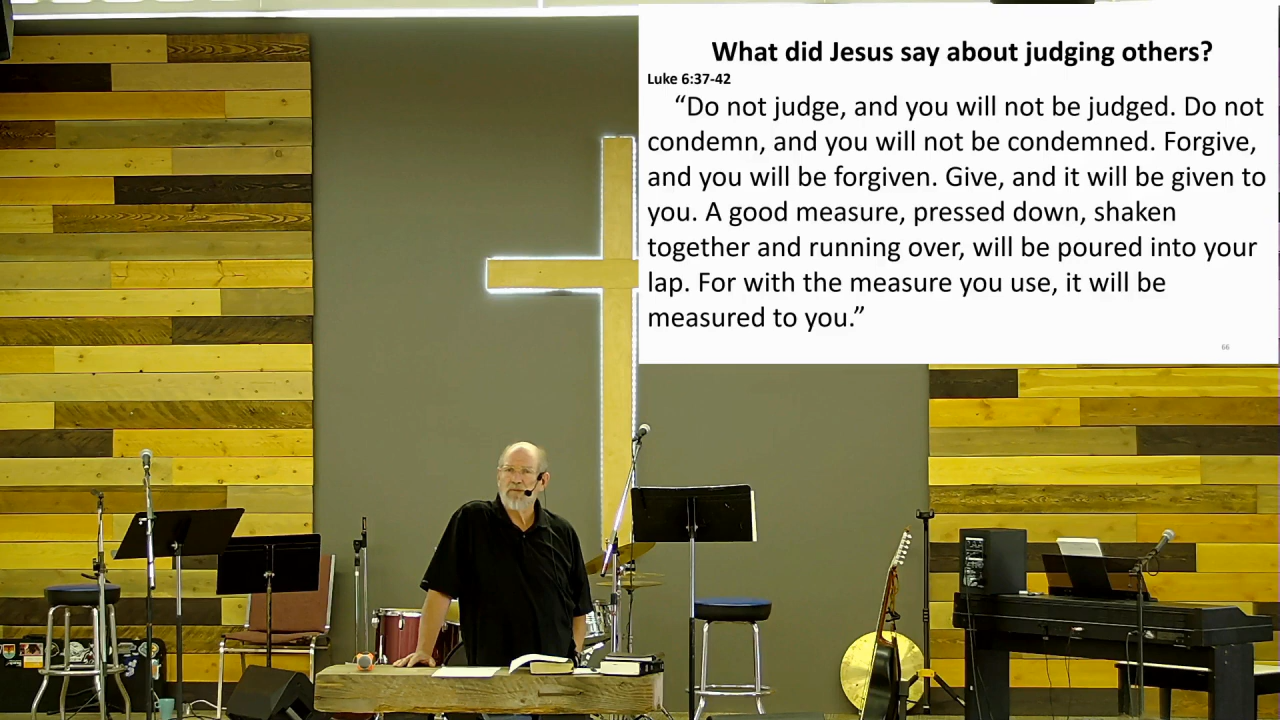 What did Jesus say about judging others?
Luke 6:37-42
“Do not judge, and you will not be judged. Do not
condemn, and you will not be condemned. Forgive,
and you will be forgiven. Give, and it will be given to
you. A good measure, pressed down, shaken
together and running over, will be poured into your
lap. For with the measure you use, it will be
measured to you.”
66